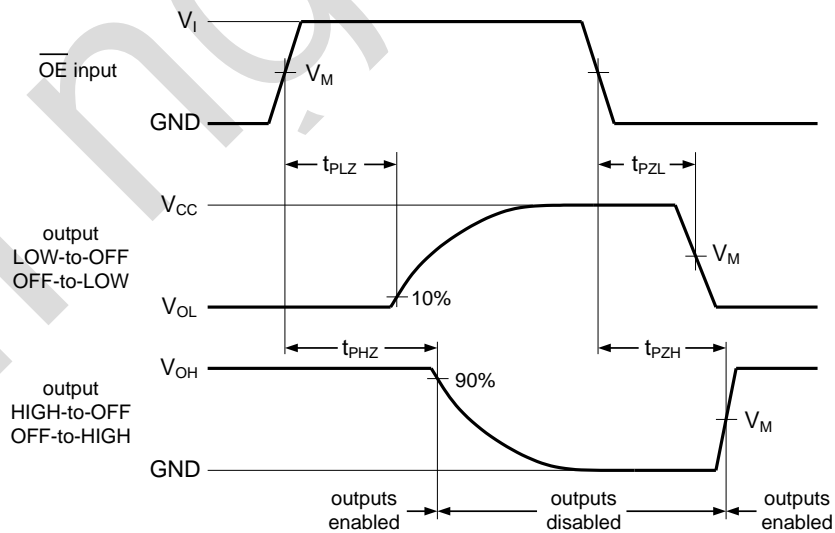 V_I
OE input
V_M
GND
t_PLZ
t_PZL
V_CC
output
LOW-to-OFF
OFF-to-LOW
V_M
10%
V_OL
t_PHZ
t_PZH
V_OH
90%
output
HIGH-to-OFF
OFF-to-HIGH
V_M
GND
outputs
enabled
outputs
disabled
outputs
enabled